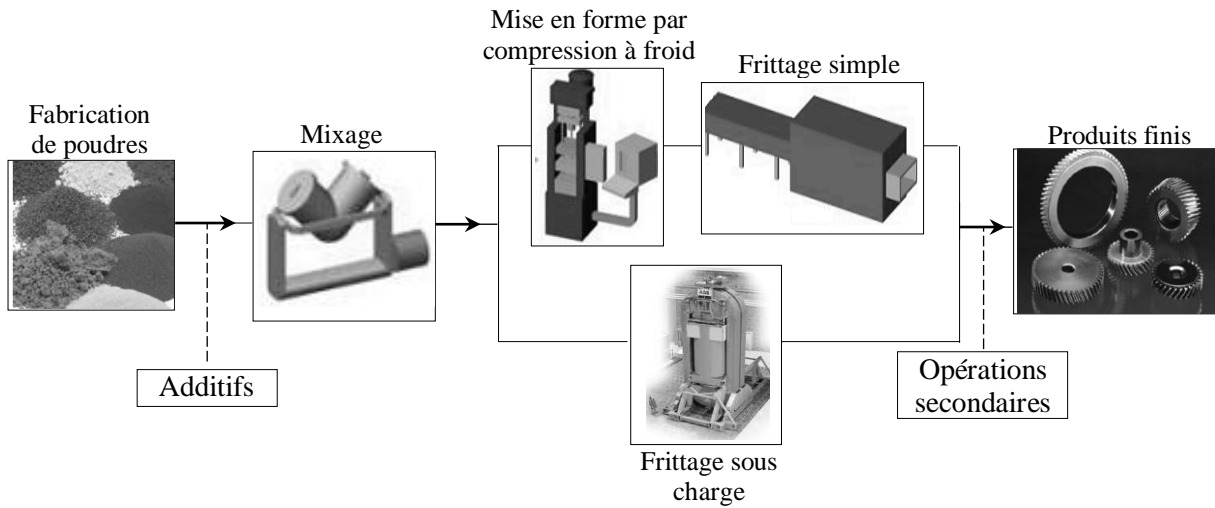 Mise en forme par
compression à froid
Frittage simple
Fabrication
de poudres
Mixage
Produits finis
Additifs
Opérations
secondaires
Frittage sous
charge